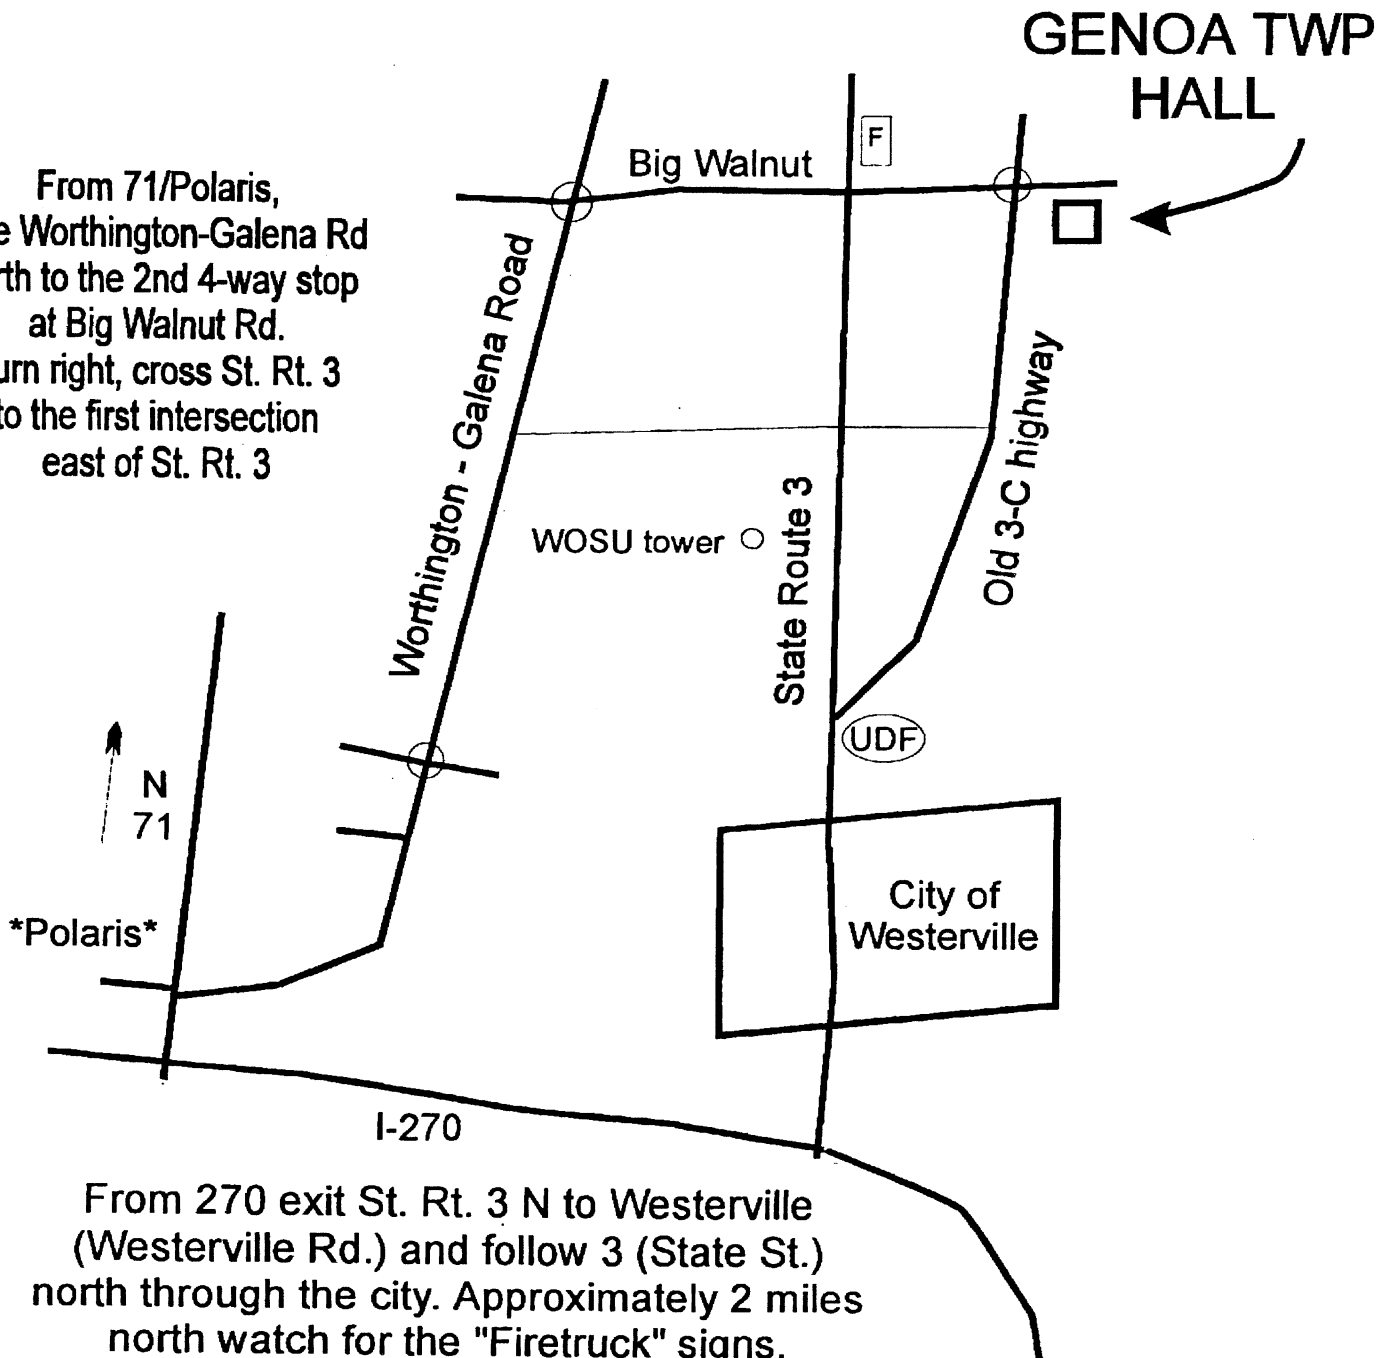 GENOA TWP
HALL
F
Big Walnut
From 71/Polaris,
e Worthington-Galena Rd
rth to the 2nd 4-way stop
at Big Walnut Rd.
urn right, cross St. Rt. 3
to the first intersection
east of St. Rt. 3
Worthington - Galena Road
Old 3-C highway
WOSU tower
State Route 3
UDF
N
71
City of
Westerville
*Polaris*
I-270
From 270 exit St. Rt. 3 N to Westerville
(Westerville Rd.) and follow 3 (State St.)
north through the city. Approximately 2 miles
north watch for the "Firetruck" signs.